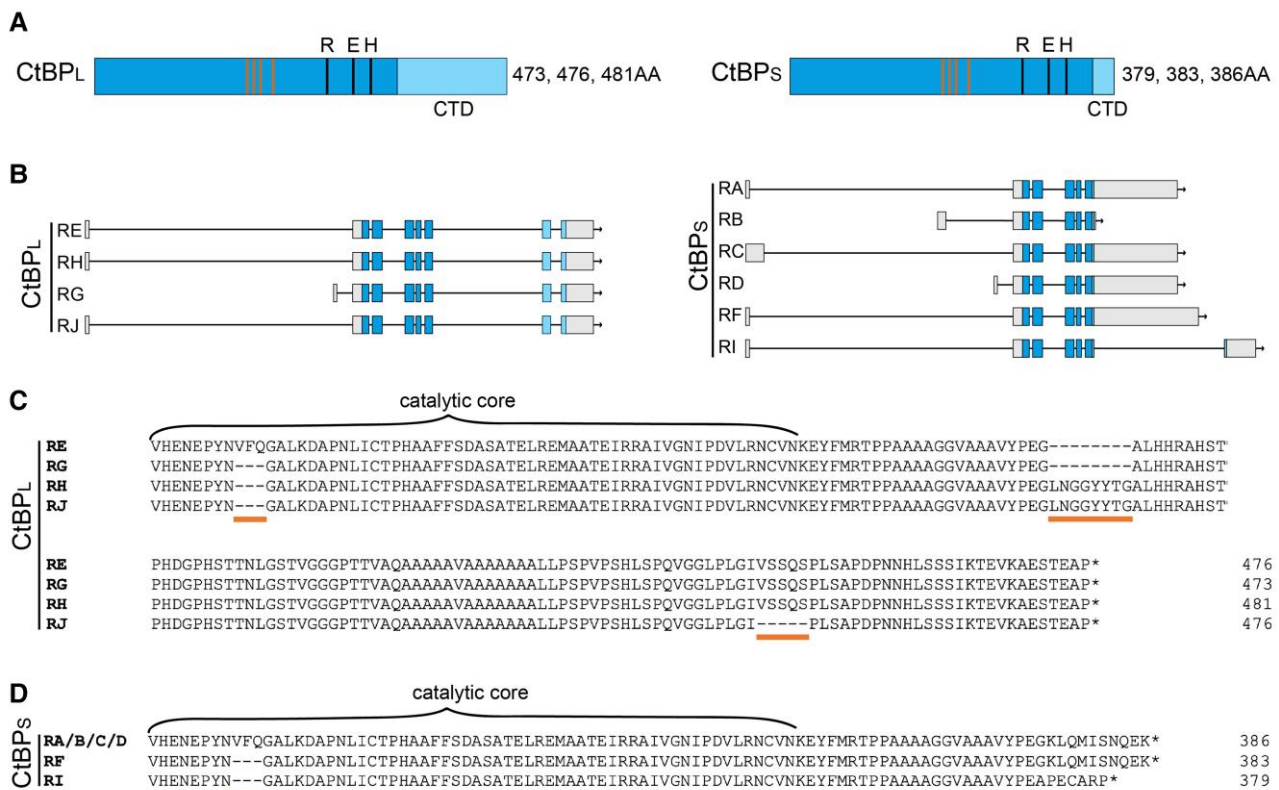 A
CtBPL R E H 473, 476, 481AA
CTD
CtBPS R E H 379, 383, 386AA
CTD
B
CtBPL
RE
RH
RG
RJ
CtBPS
RA
RB
RC
RD
RF
RI
C
catalytic core
CtBPL
RE VHENEPYNVFQGALKDAPNLICTPHAAFFSDASATELREMAATEIRRAIVGNIPDVLRNCVNKEYFMRTPPAAAAGGVAAAVYPEG--------ALHHRAHST
RG VHENEPYN---GALKDAPNLICTPHAAFFSDASATELREMAATEIRRAIVGNIPDVLRNCVNKEYFMRTPPAAAAGGVAAAVYPEG--------ALHHRAHST
RH VHENEPYN---GALKDAPNLICTPHAAFFSDASATELREMAATEIRRAIVGNIPDVLRNCVNKEYFMRTPPAAAAGGVAAAVYPEGLNGGYYTGALHHRAHST
RJ VHENEPYN---GALKDAPNLICTPHAAFFSDASATELREMAATEIRRAIVGNIPDVLRNCVNKEYFMRTPPAAAAGGVAAAVYPEGLNGGYYTGALHHRAHST
RE PHDGPHSTTNLGSTVGGGPTTVAQAAAAAVAAAAAAALLPSPVPSHLSPQVGGLPLGIVSSQSPLSAPDPNNHLSSSIKTEVKAESTEAP* 476
RG PHDGPHSTTNLGSTVGGGPTTVAQAAAAAVAAAAAAALLPSPVPSHLSPQVGGLPLGIVSSQSPLSAPDPNNHLSSSIKTEVKAESTEAP* 473
RH PHDGPHSTTNLGSTVGGGPTTVAQAAAAAVAAAAAAALLPSPVPSHLSPQVGGLPLGIVSSQSPLSAPDPNNHLSSSIKTEVKAESTEAP* 481
RJ PHDGPHSTTNLGSTVGGGPTTVAQAAAAAVAAAAAAALLPSPVPSHLSPQVGGLPLGI-----PLSAPDPNNHLSSSIKTEVKAESTEAP* 476
D
catalytic core
CtBPS
RA/B/C/D VHENEPYNVFQGALKDAPNLICTPHAAFFSDASATELREMAATEIRRAIVGNIPDVLRNCVNKEYFMRTPPAAAAGGVAAAVYPEGKLQMISNQEK* 386
RF VHENEPYN---GALKDAPNLICTPHAAFFSDASATELREMAATEIRRAIVGNIPDVLRNCVNKEYFMRTPPAAAAGGVAAAVYPEGKLQMISNQEK* 383
RI VHENEPYN---GALKDAPNLICTPHAAFFSDASATELREMAATEIRRAIVGNIPDVLRNCVNKEYFMRTPPAAAAGGVAAAVYPEAPECARP* 379